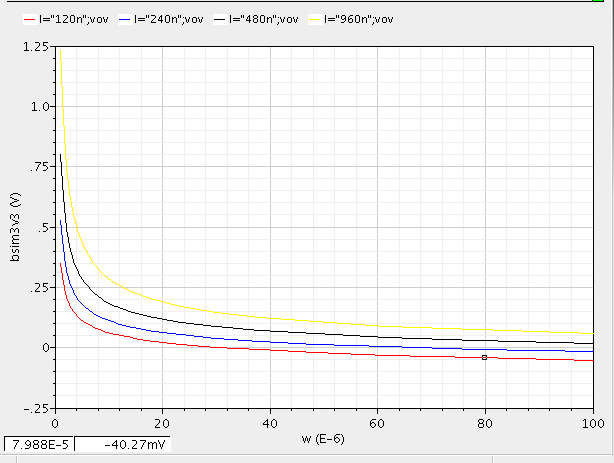 l="120n";vov l="240n";vov l="480n";vov l="960n";vov
1.25
1.0
.75
.5
.25
0
-.25
bsim3v3 (V)
0 20 40 60 80 100
w (E-6)
7.988E-5 -40.27mV